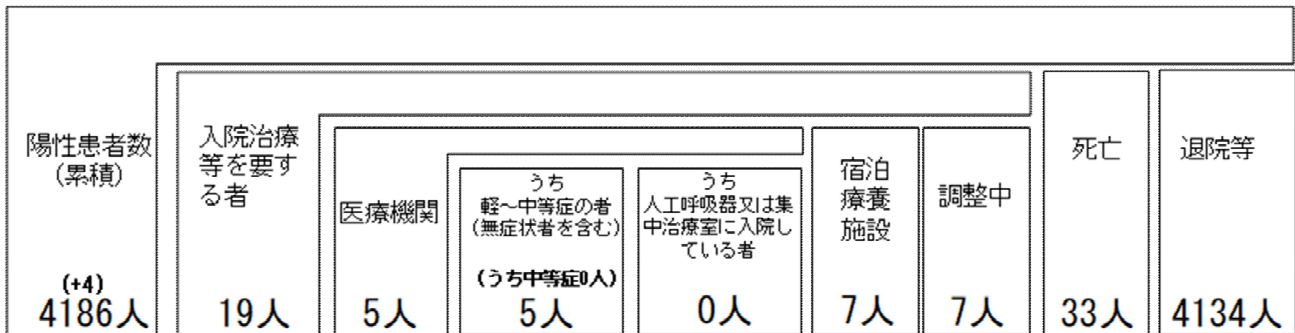 陽性患者数
(累積)
(+4)
4186人
入院治療
等を要す
る者
19人
医療機関
5人
うち
軽~中等症の者
(無症状者を含む)
(うち中等症0人)
5人
うち
人工呼吸器又は集
中治療室に入院し
ている者
0人
宿泊
療養
施設
7人
調整中
7人
死亡
33人
退院等
4134人